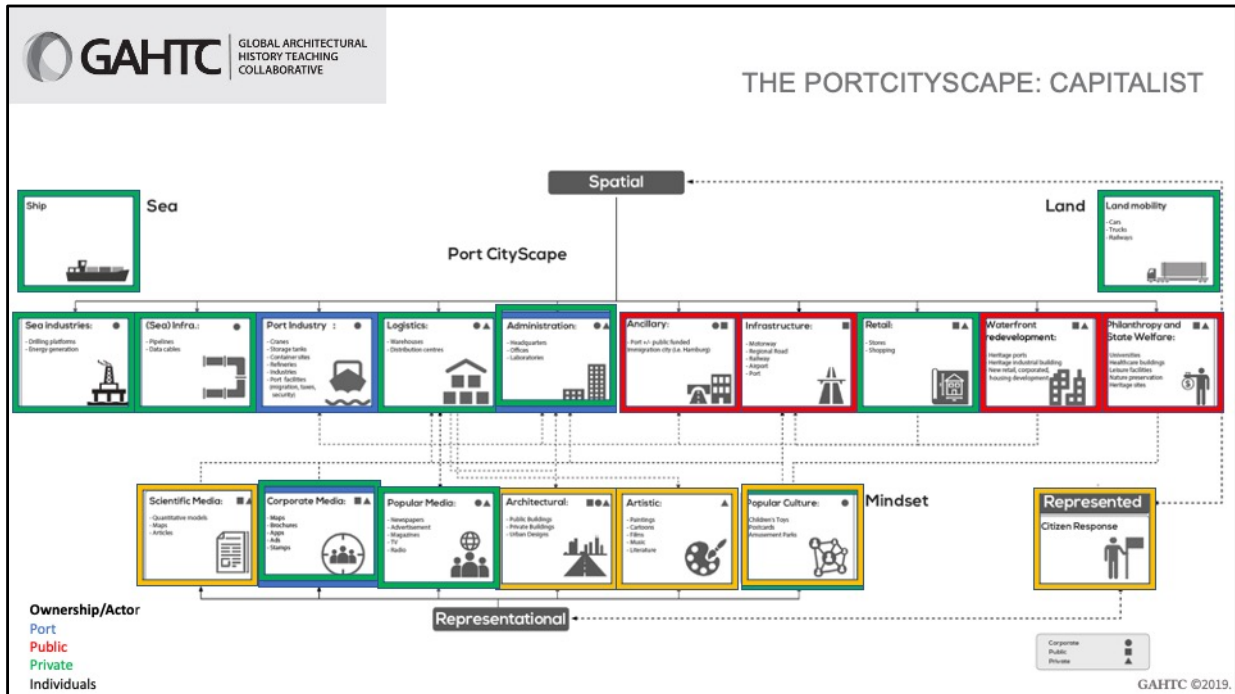 GAHTC
GLOBAL ARCHITECTURAL
HISTORY TEACHING
COLLABORATIVE
THE PORTCITYSCAPE: CAPITALIST
Spatial
Ship
Sea
Land
Land mobility
- Cars
- Trucks
- Railways
Port CityScape
Sea industries:
- Drilling platforms
- Energy generation
(Sea) Infra.:
- Pipelines
- Data cables
Port Industry :
- Cranes
- Storage tanks
- Container sites
- Refineries
- Industries
- Port facilities
(migration, taxes,
security)
Logistics:
- Warehouses
- Distribution centres
Administration:
- Headquarters
- Offices
- Laboratories
Ancillary:
- Port +/- public funded
Immigration city (i.e. Hamburg)
Infrastructure:
- Motorway
- Regional Road
- Railway
- Airport
- Port
Retail:
- Stores
- Shopping
Waterfront
redevelopment:
- Heritage ports
- Heritage industrial building
- New retail, corporated,
housing development
Philanthropy and
State Welfare:
- Universities
- Healthcare buildings
- Leisure facilities
- Nature preservation
- Heritage sites
Scientific Media:
- Quantitative models
- Maps
- Articles
Corporate Media:
- Maps
- Brochures
- Apps
- Ads
- Stamps
Popular Media:
- Newspapers
- Advertisement
- Magazines
- TV
- Radio
Architectural:
- Public Buildings
- Private Buildings
- Urban Designs
Artistic:
- Paintings
- Cartoons
- Films
- Music
- Literature
Popular Culture:
Children's Toys
Postcards
Amusement Parks
Mindset
Represented
Citizen Response
Representational
Ownership/Actor
Port
Public
Private
Individuals
Corporate
Public
Private
GAHTC ©2019.